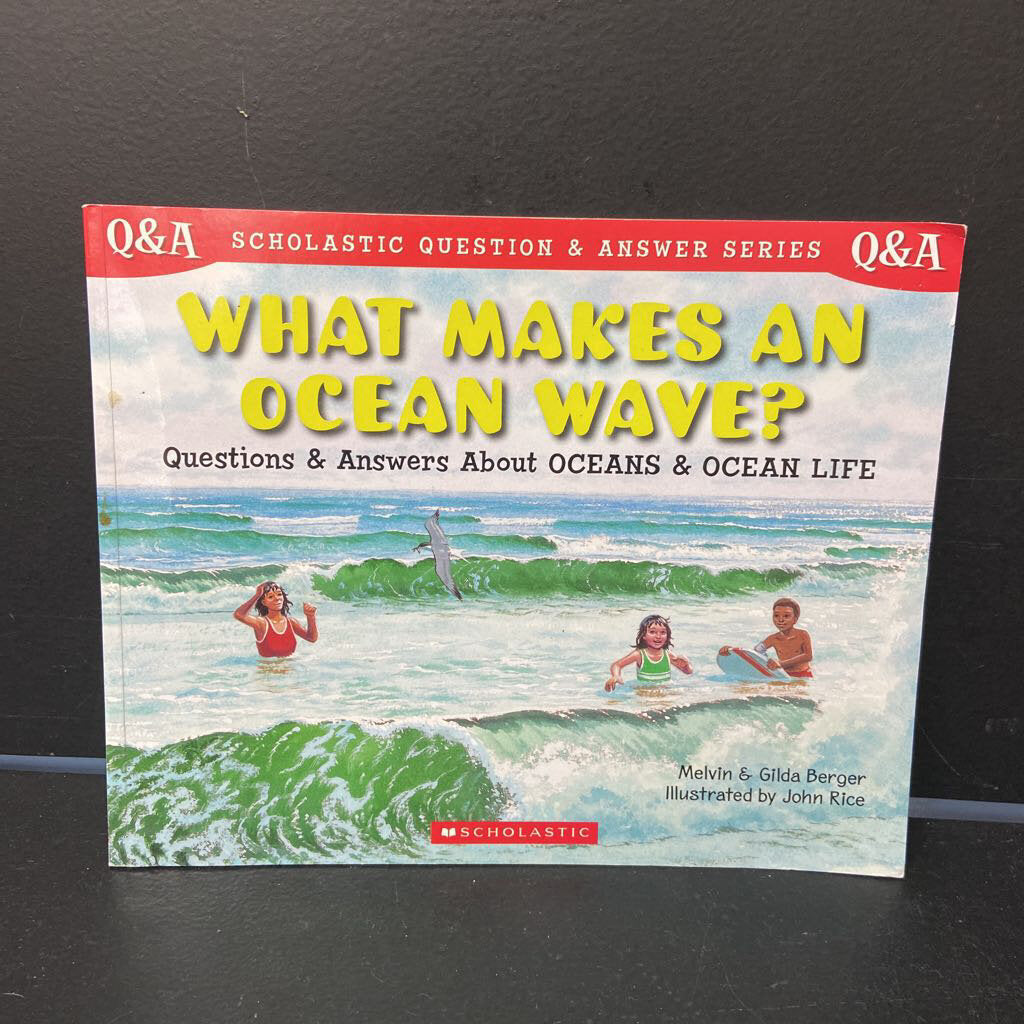 Q&A SCHOLASTIC QUESTION & ANSWER SERIES Q&A
WHAT MAKES AN
OCEAN WAVE?
Questions & Answers About OCEANS & OCEAN LIFE
Melvin & Gilda Berger
Illustrated by John Rice
SCHOLASTIC